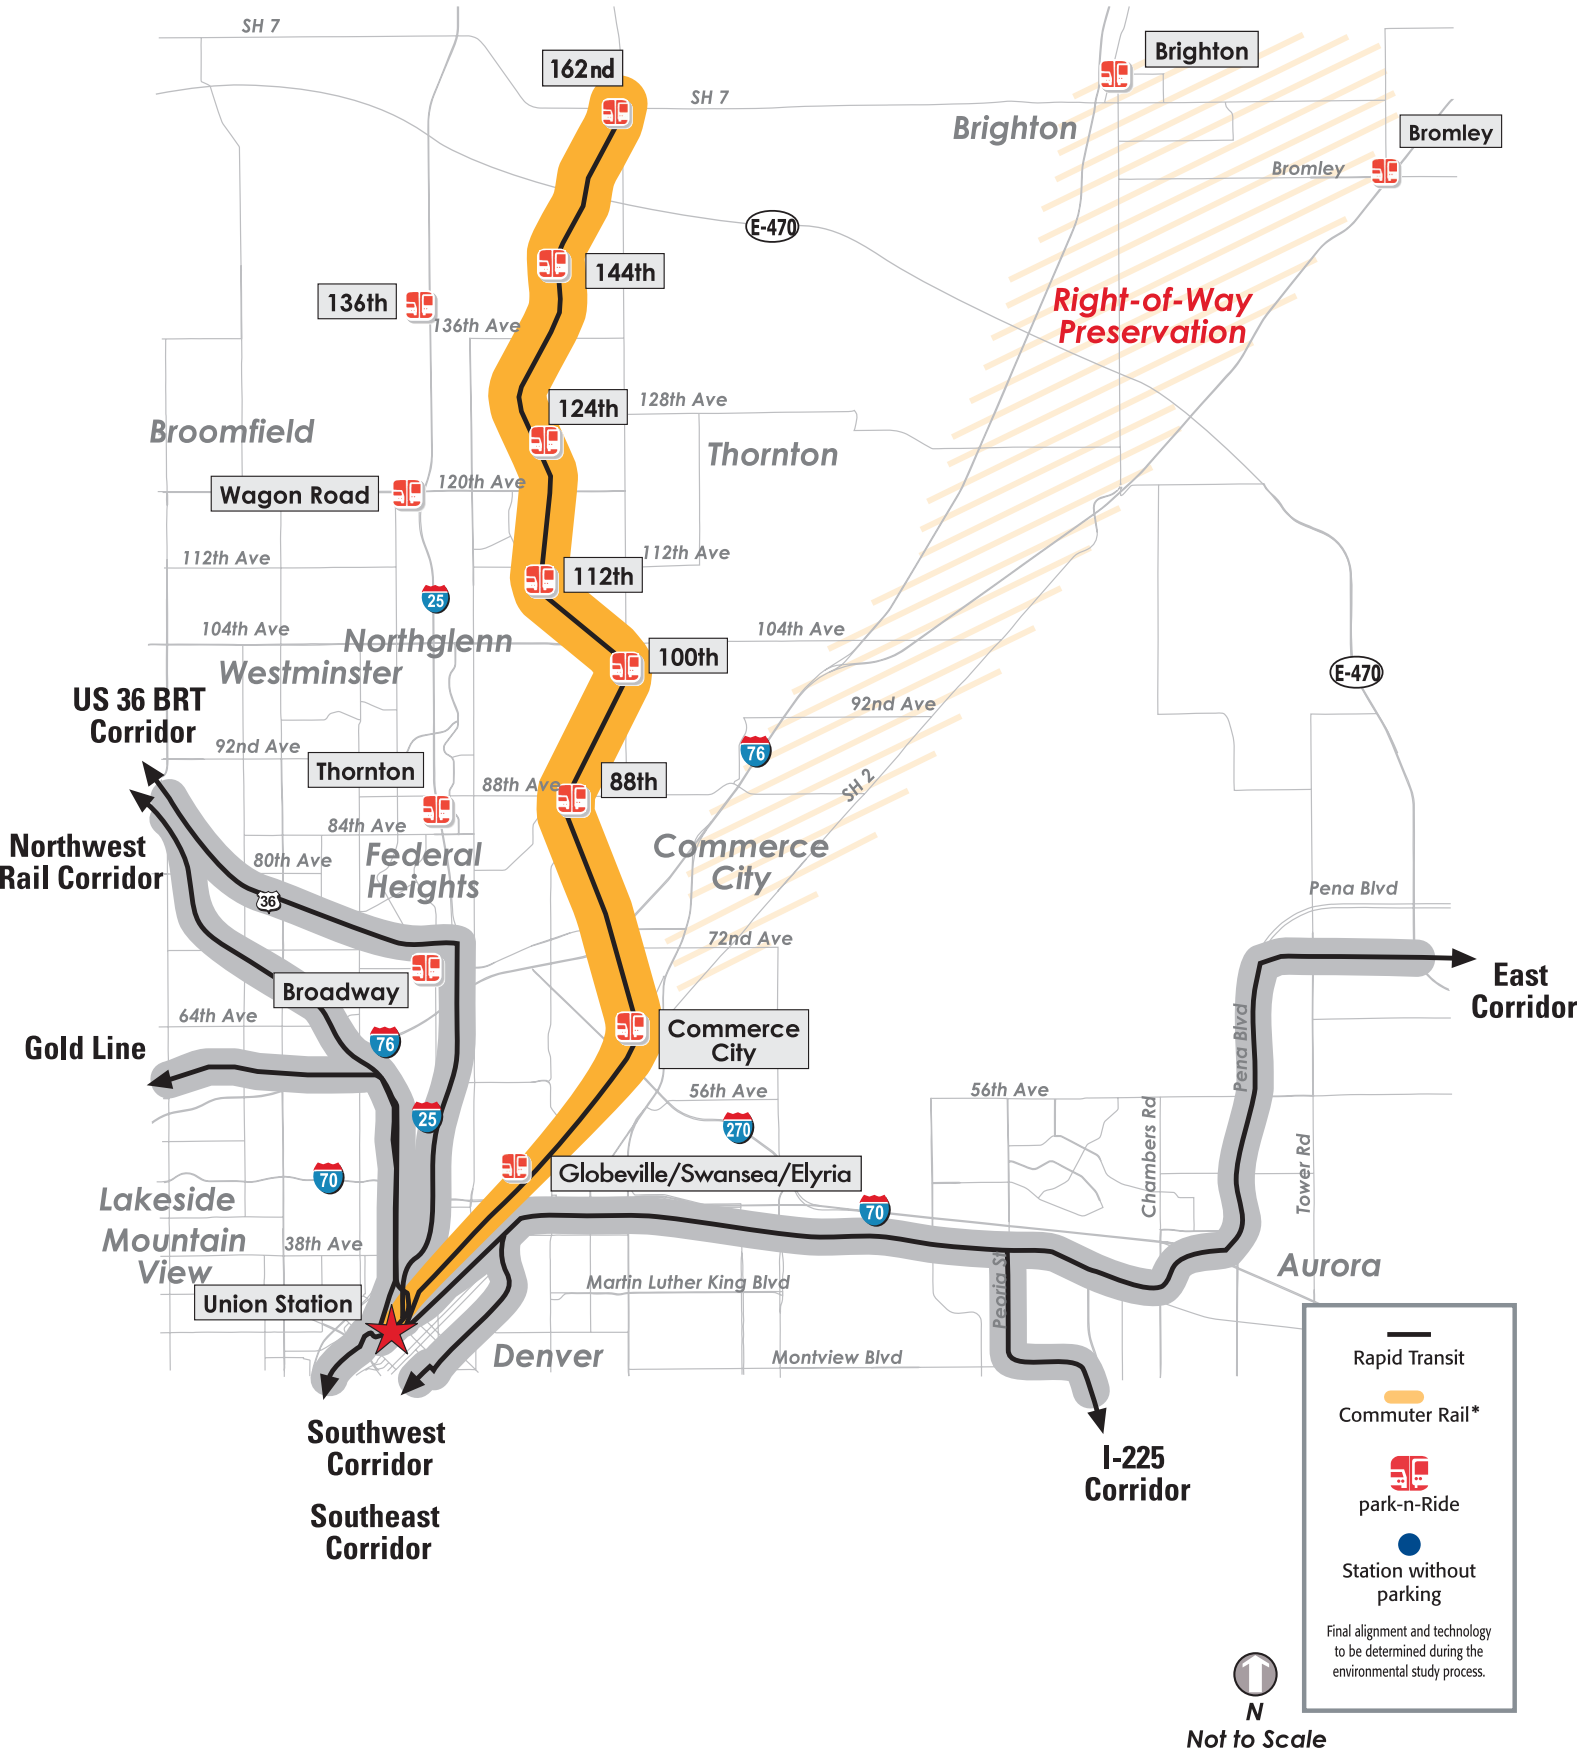 SH 7
162nd
SH 7
Brighton
Brighton
Bromley
Bromley
E-470
144th
136th
136th Ave
Right-of-Way
Preservation
124th
128th Ave
Broomfield
Thornton
Wagon Road
120th Ave
112th Ave
112th Ave
112th
25
104th Ave
Northglenn
104th Ave
Westminster
100th
E-470
US 36 BRT
Corridor
92nd Ave
92nd Ave
76
Thornton
88th Ave
88th
SH 2
84th Ave
Northwest
Rail Corridor
80th Ave
Federal
Heights
Commerce
City
36
Pena Blvd
72nd Ave
Broadway
East
Corridor
64th Ave
76
Gold Line
Commerce
City
Pena Blvd
56th Ave
56th Ave
25
270
Chambers Rd
Tower Rd
70
Globeville/Swansea/Elyria
Lakeside
70
Mountain
View
38th Ave
Peoria St
Aurora
Martin Luther King Blvd
Union Station
Denver
Montview Blvd
Southwest
Corridor
Southeast
Corridor
I-225
Corridor
Rapid Transit
Commuter Rail*
park-n-Ride
Station without
parking
Final alignment and technology
to be determined during the
environmental study process.
N
Not to Scale